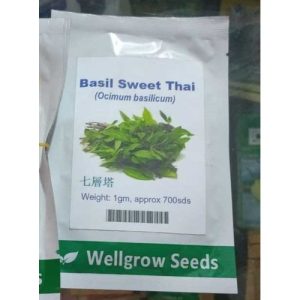 Basil Sweet Thai
(Ocimum basilicum)
七層塔
Weight: 1gm, approx 700sds
Wellgrow Seeds